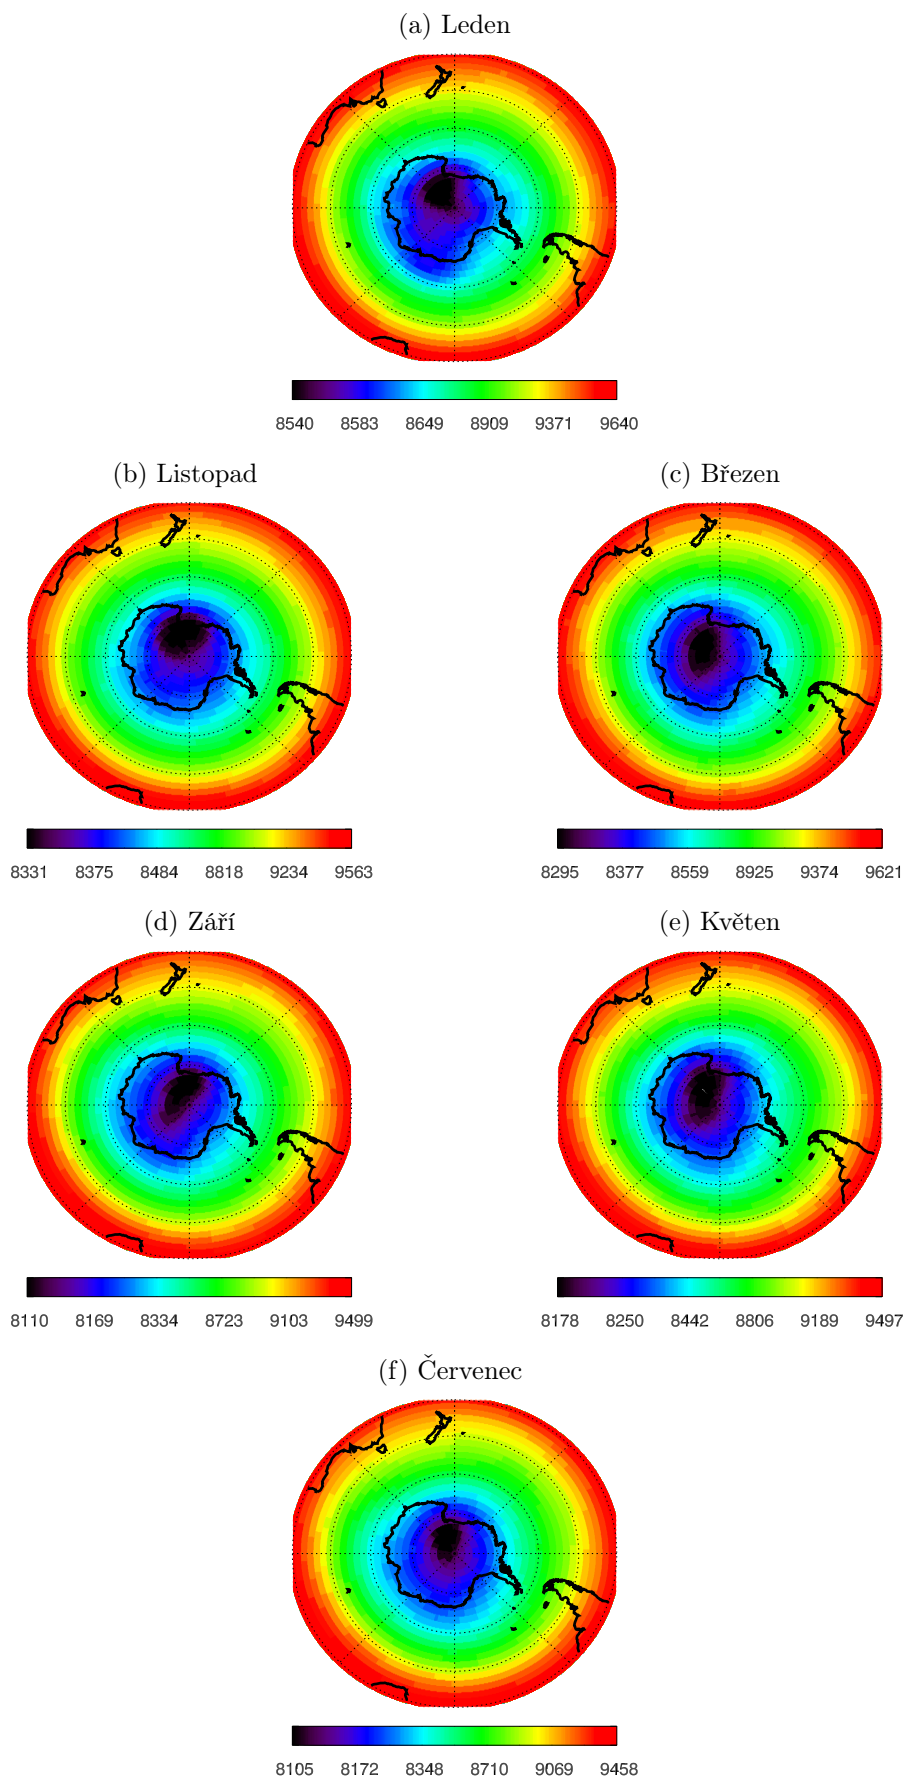 (a) Leden
8540 8583 8649 8909 9371 9640
(b) Listopad
8331 8375 8484 8818 9234 9563
(c) Březen
8295 8377 8559 8925 9374 9621
(d) Září
8110 8169 8334 8723 9103 9499
(e) Květen
8178 8250 8442 8806 9189 9497
(f) Červenec
8105 8172 8348 8710 9069 9458